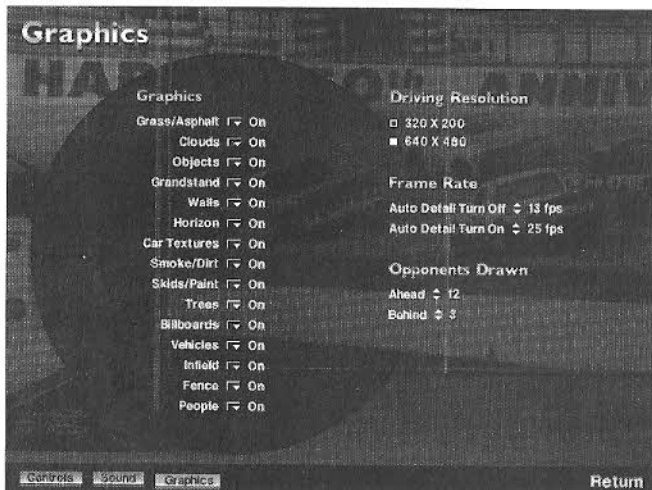 Graphics
Graphics
Grass/Asphalt On
Clouds On
Objects On
Grandstand On
Walls On
Horizon On
Car Textures On
Smoke/Dirt On
Skids/Paint On
Trees On
Billboards On
Vehicles On
Infield On
Fence On
People On
Driving Resolution
320 X 200
640 X 480
Frame Rate
Auto Detail Turn Off 13 fps
Auto Detail Turn On 25 fps
Opponents Drawn
Ahead 12
Behind 3
Controls Sound Graphics
Return